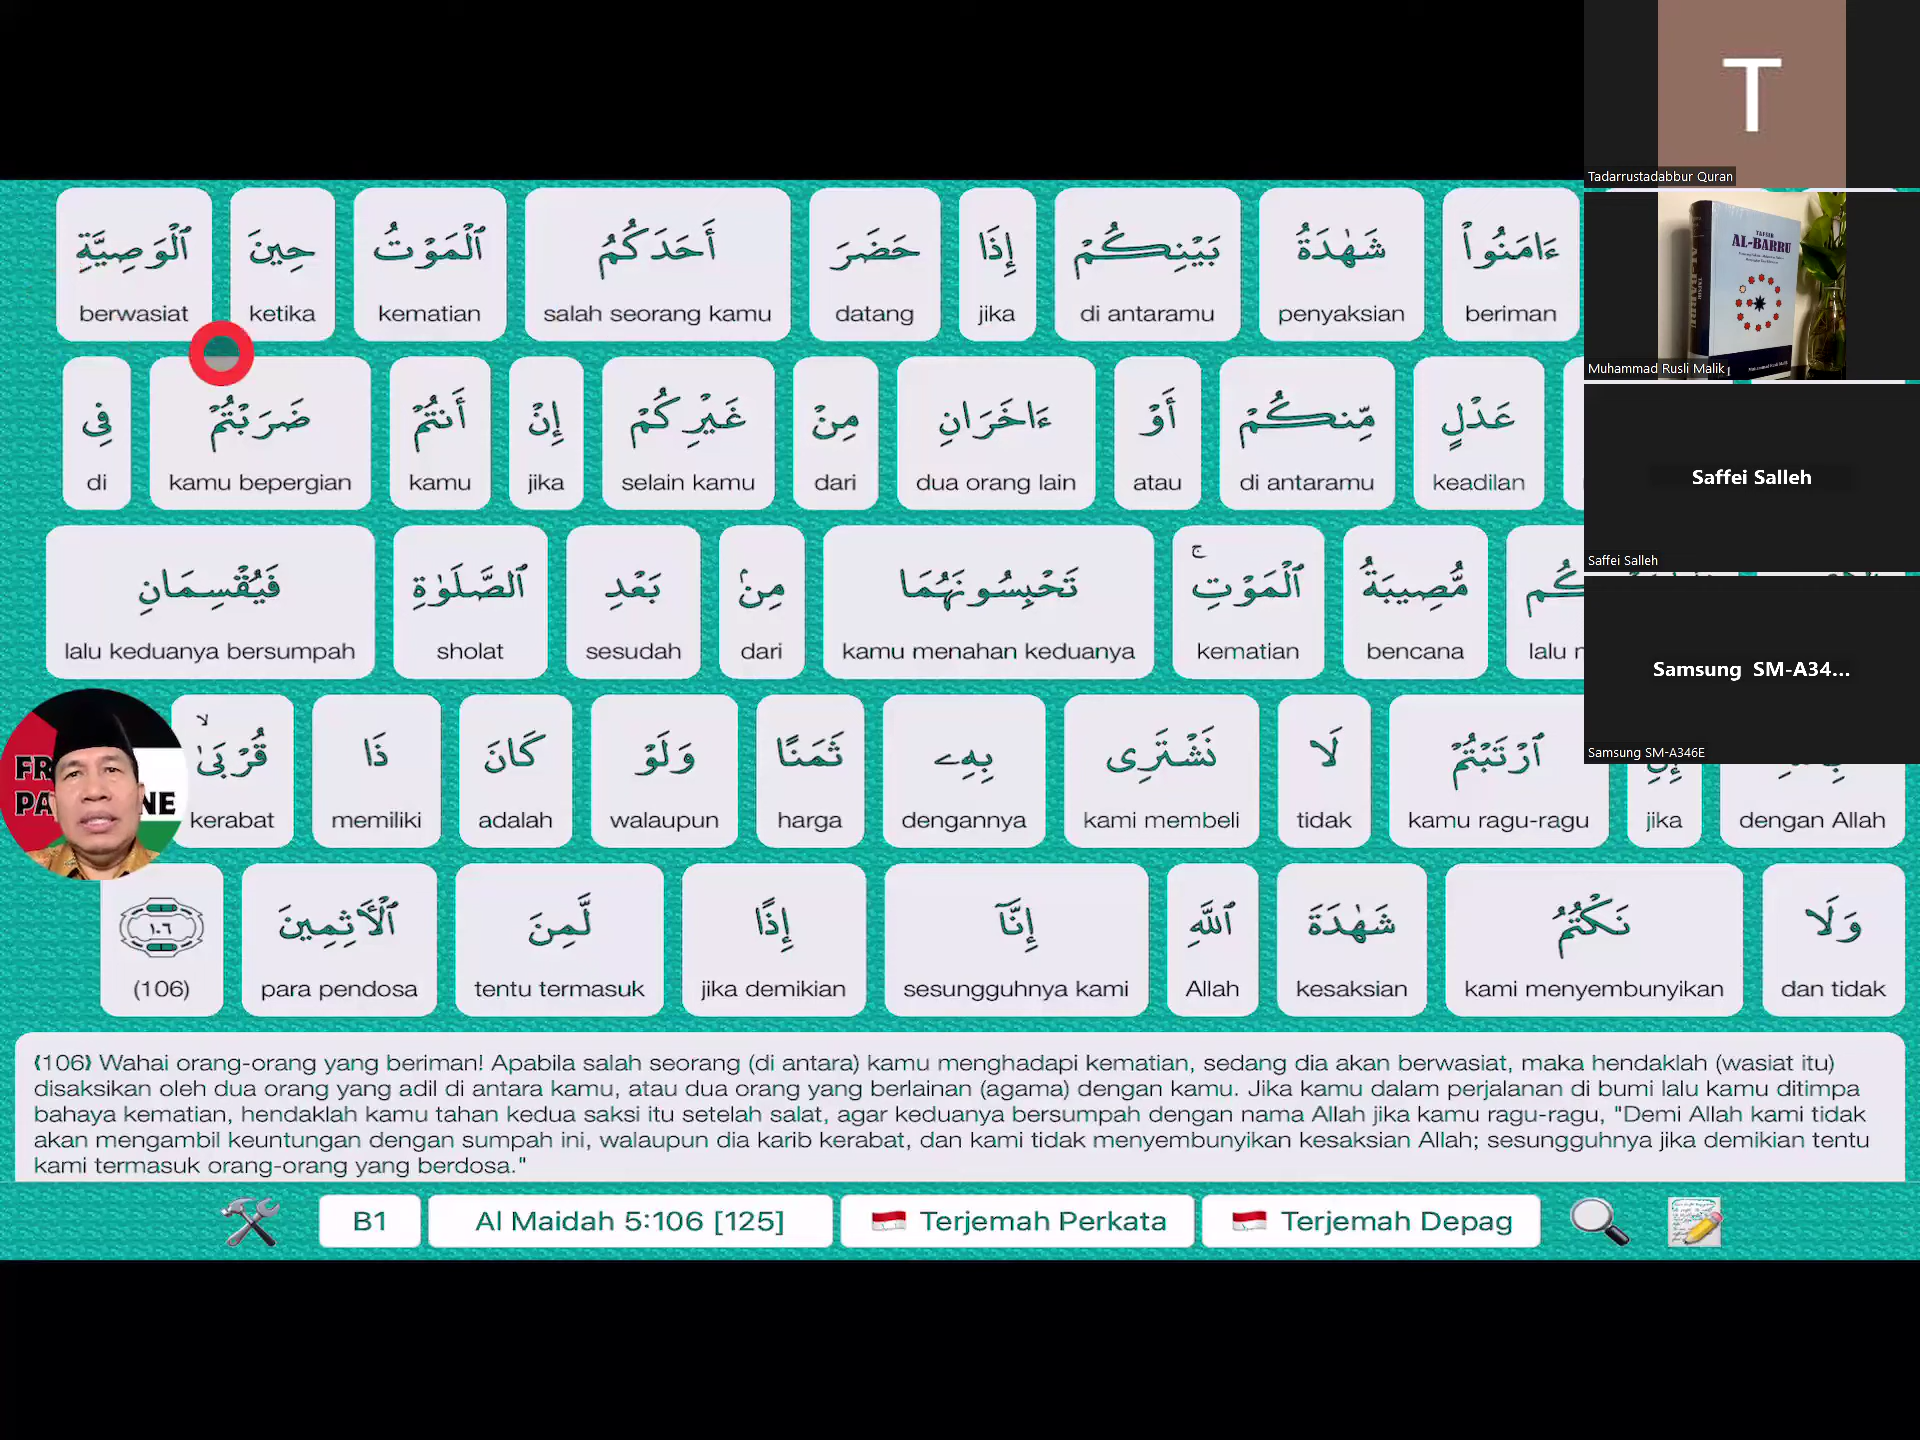 ءَامَنُوا۟ شَهَٰدَةُ بَيْنِكُمْ إِذَا حَضَرَ أَحَدَكُمُ ٱلْمَوْتُ حِينَ ٱلْوَصِيَّةِ
beriman penyaksian di antaramu jika datang salah seorang kamu kematian ketika berwasiat
عَدْلٍ مِّنكُمْ أَوْ ءَاخَرَانِ مِنْ غَيْرِكُمْ إِنْ أَنتُمْ ضَرَبْتُمْ فِى
keadilan di antaramu atau dua orang lain dari selain kamu jika kamu kamu bepergian di
مُّصِيبَةُ ٱلْمَوْتِ ۚ تَحْبِسُونَهُمَا مِنۢ بَعْدِ ٱلصَّلَوٰةِ فَيُقْسِمَانِ
lalu bencana kematian kamu menahan keduanya dari sesudah sholat lalu keduanya bersumpah
ٱرْتَبْتُمْ لَا نَشْتَرِى بِهِۦ ثَمَنًا وَلَوْ كَانَ ذَا قُرْبَىٰ ۙ
dengan Allah jika kamu ragu-ragu tidak kami membeli dengannya harga walaupun adalah memiliki kerabat
وَلَا نَكْتُمُ شَهَٰدَةَ ٱللَّهِ إِنَّآ إِذًا لَّمِنَ ٱلْءَاثِمِينَ ١٠٦
dan tidak kami menyembunyikan kesaksian Allah sesungguhnya kami jika demikian tentu termasuk para pendosa (106)
(106) Wahai orang-orang yang beriman! Apabila salah seorang (di antara) kamu menghadapi kematian, sedang dia akan berwasiat, maka hendaklah (wasiat itu)
disaksikan oleh dua orang yang adil di antara kamu, atau dua orang yang berlainan (agama) dengan kamu. Jika kamu dalam perjalanan di bumi lalu kamu ditimpa
bahaya kematian, hendaklah kamu tahan kedua saksi itu setelah salat, agar keduanya bersumpah dengan nama Allah jika kamu ragu-ragu, "Demi Allah kami tidak
akan mengambil keuntungan dengan sumpah ini, walaupun dia karib kerabat, dan kami tidak menyembunyikan kesaksian Allah; sesungguhnya jika demikian tentu
kami termasuk orang-orang yang berdosa."
B1 Al Maidah 5:106 [125] Terjemah Perkata Terjemah Depag
T
Tadarrustadabbur Quran
TAFSIR
AL-BARRU
Muhammad Rusli Malik
Saffei Salleh
Saffei Salleh
Samsung SM-A34...
Samsung SM-A346E